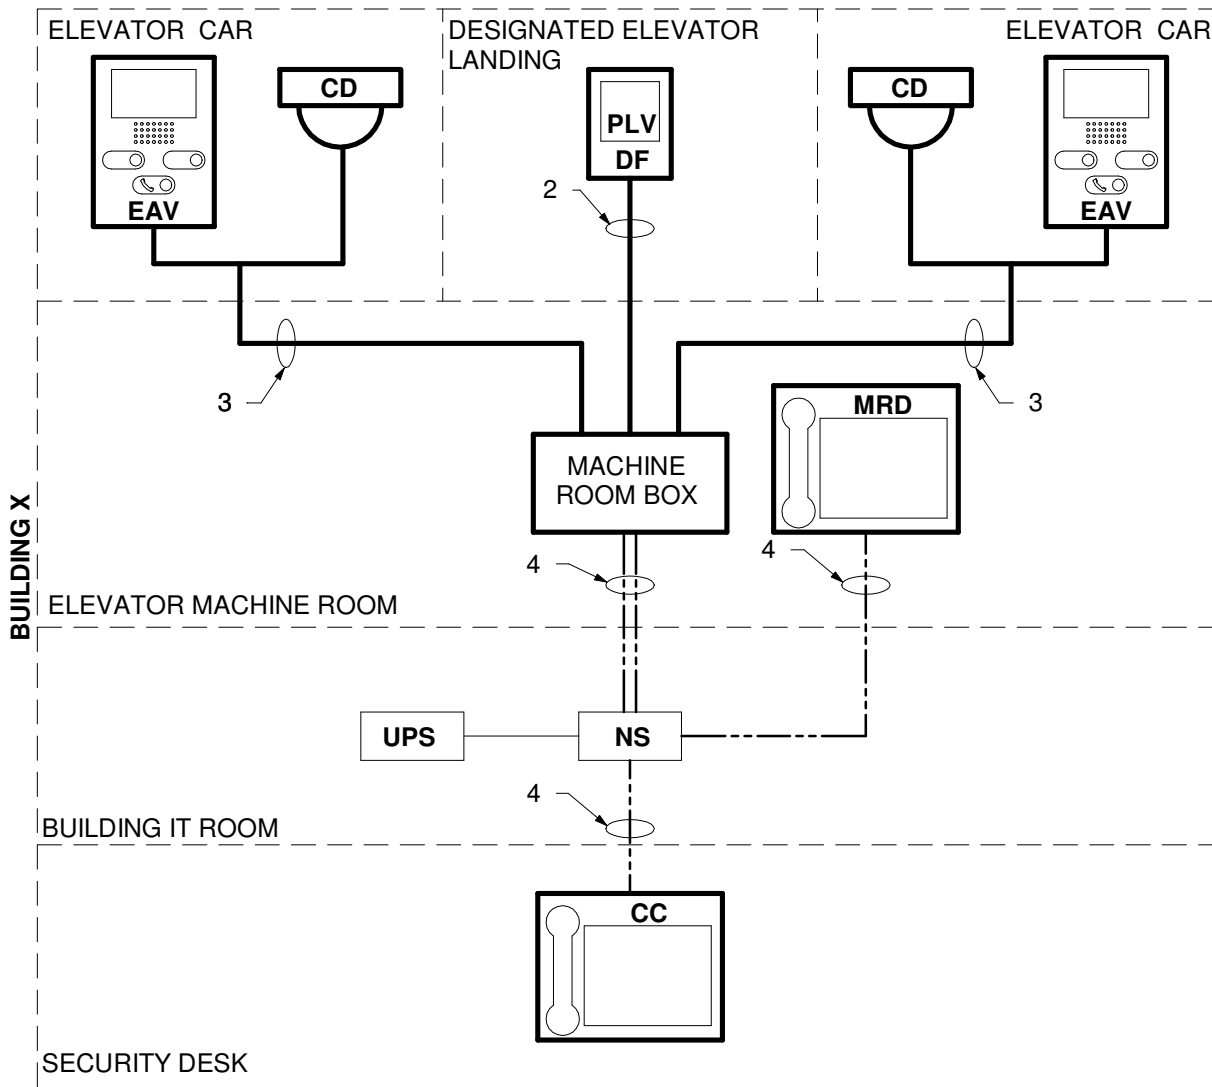 ELEVATOR CAR
DESIGNATED ELEVATOR
LANDING
ELEVATOR CAR
CD
EAV
PLV
DF
CD
EAV
2
3
3
MRD
MACHINE
ROOM BOX
4
4
ELEVATOR MACHINE ROOM
BUILDING X
UPS
NS
4
BUILDING IT ROOM
CC
SECURITY DESK